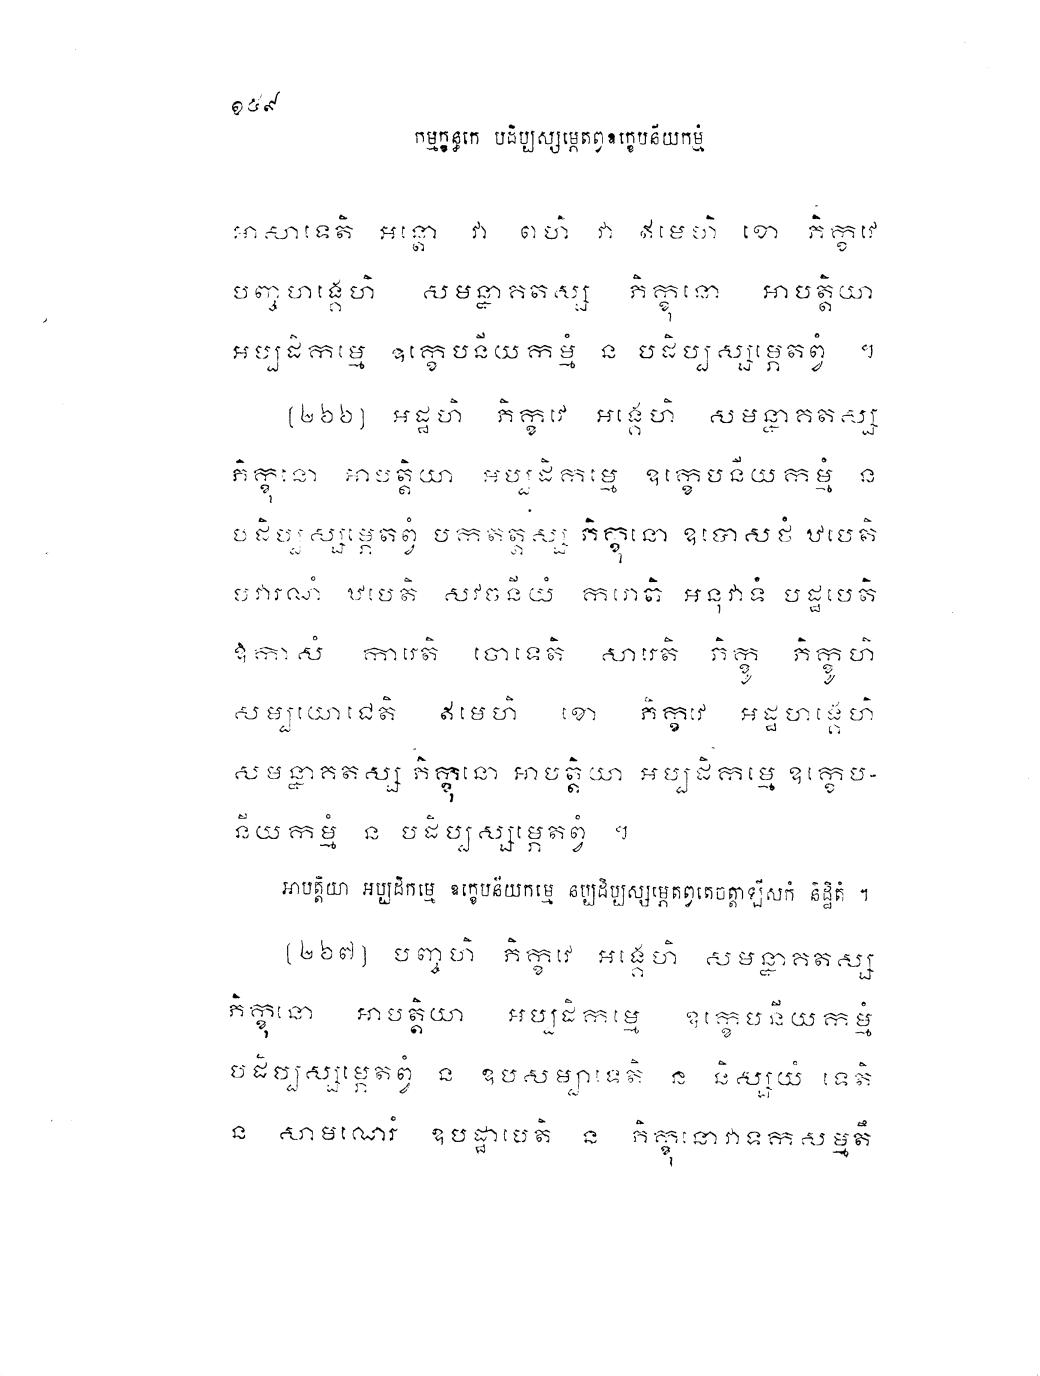 ១៥៩
កម្មក្ខន្ធកេ បដិប្បស្សម្ភេតព្វឧក្ខេបនីយកម្មំ
អាសាទេតិ អន្តោ វា ពហិ វា ឥមេហិ ខោ ភិក្ខវេ
បញ្ចហង្គេហិ សមន្នាគតស្ស ភិក្ខុនោ អាបត្តិយា
អប្បដិកម្មេ ឧក្ខេបនីយកម្មំ ន បដិប្បស្សម្ភេតព្វំ ។
(២៦៦) អដ្ឋហិ ភិក្ខវេ អង្គេហិ សមន្នាគតស្ស
ភិក្ខុនោ អាបត្តិយា អប្បដិកម្មេ ឧក្ខេបនីយកម្មំ ន
បដិប្បស្សម្ភេតព្វំ បកតត្តស្ស ភិក្ខុនោ ឧបោសថំ ឋបេតិ
បវារណំ ឋបេតិ សវចនីយំ ករោតិ អនុវាទំ បដ្ឋបេតិ
ឱកាសំ ការេតិ ចោទេតិ សារេតិ ភិក្ខូ ភិក្ខូហិ
សម្បយោជេតិ ឥមេហិ ខោ ភិក្ខវេ អដ្ឋហង្គេហិ
សមន្នាគតស្ស ភិក្ខុនោ អាបត្តិយា អប្បដិកម្មេ ឧក្ខេប-
នីយកម្មំ ន បដិប្បស្សម្ភេតព្វំ ។
អាបត្តិយា អប្បដិកម្មេ ឧក្ខេបនីយកម្មេ នប្បដិប្បស្សម្ភេតព្វតេចត្តាឡីសកំ និដ្ឋិតំ ។
(២៦៧) បញ្ចហិ ភិក្ខវេ អង្គេហិ សមន្នាគតស្ស
ភិក្ខុនោ អាបត្តិយា អប្បដិកម្មេ ឧក្ខេបនីយកម្មំ
បដិប្បស្សម្ភេតព្វំ ន ឧបសម្បាទេតិ ន និស្សយំ ទេតិ
ន សាមណេរំ ឧបដ្ឋាបេតិ ន ភិក្ខុនោវាទកសម្មតឹ